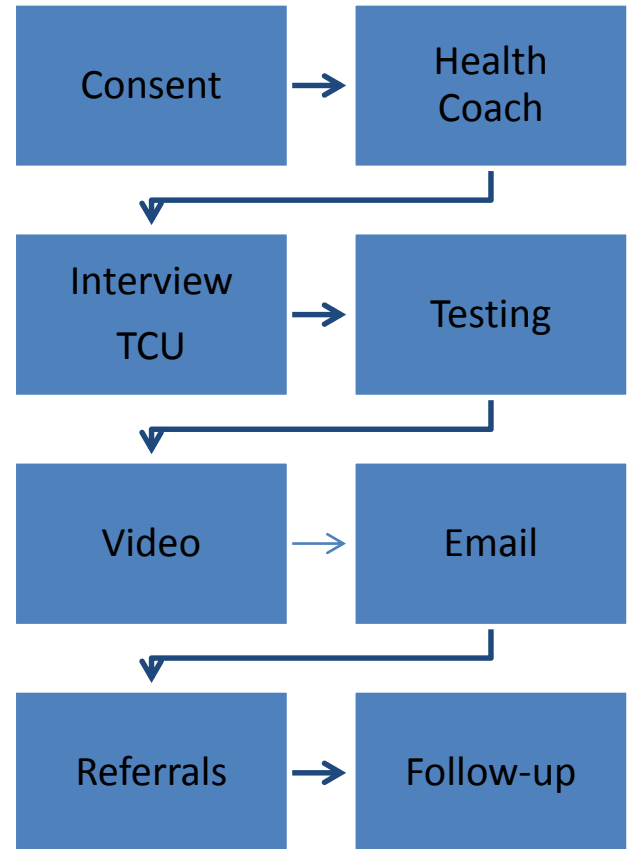 Consent
Health
Coach
Interview
TCU
Testing
Video
Email
Referrals
Follow-up